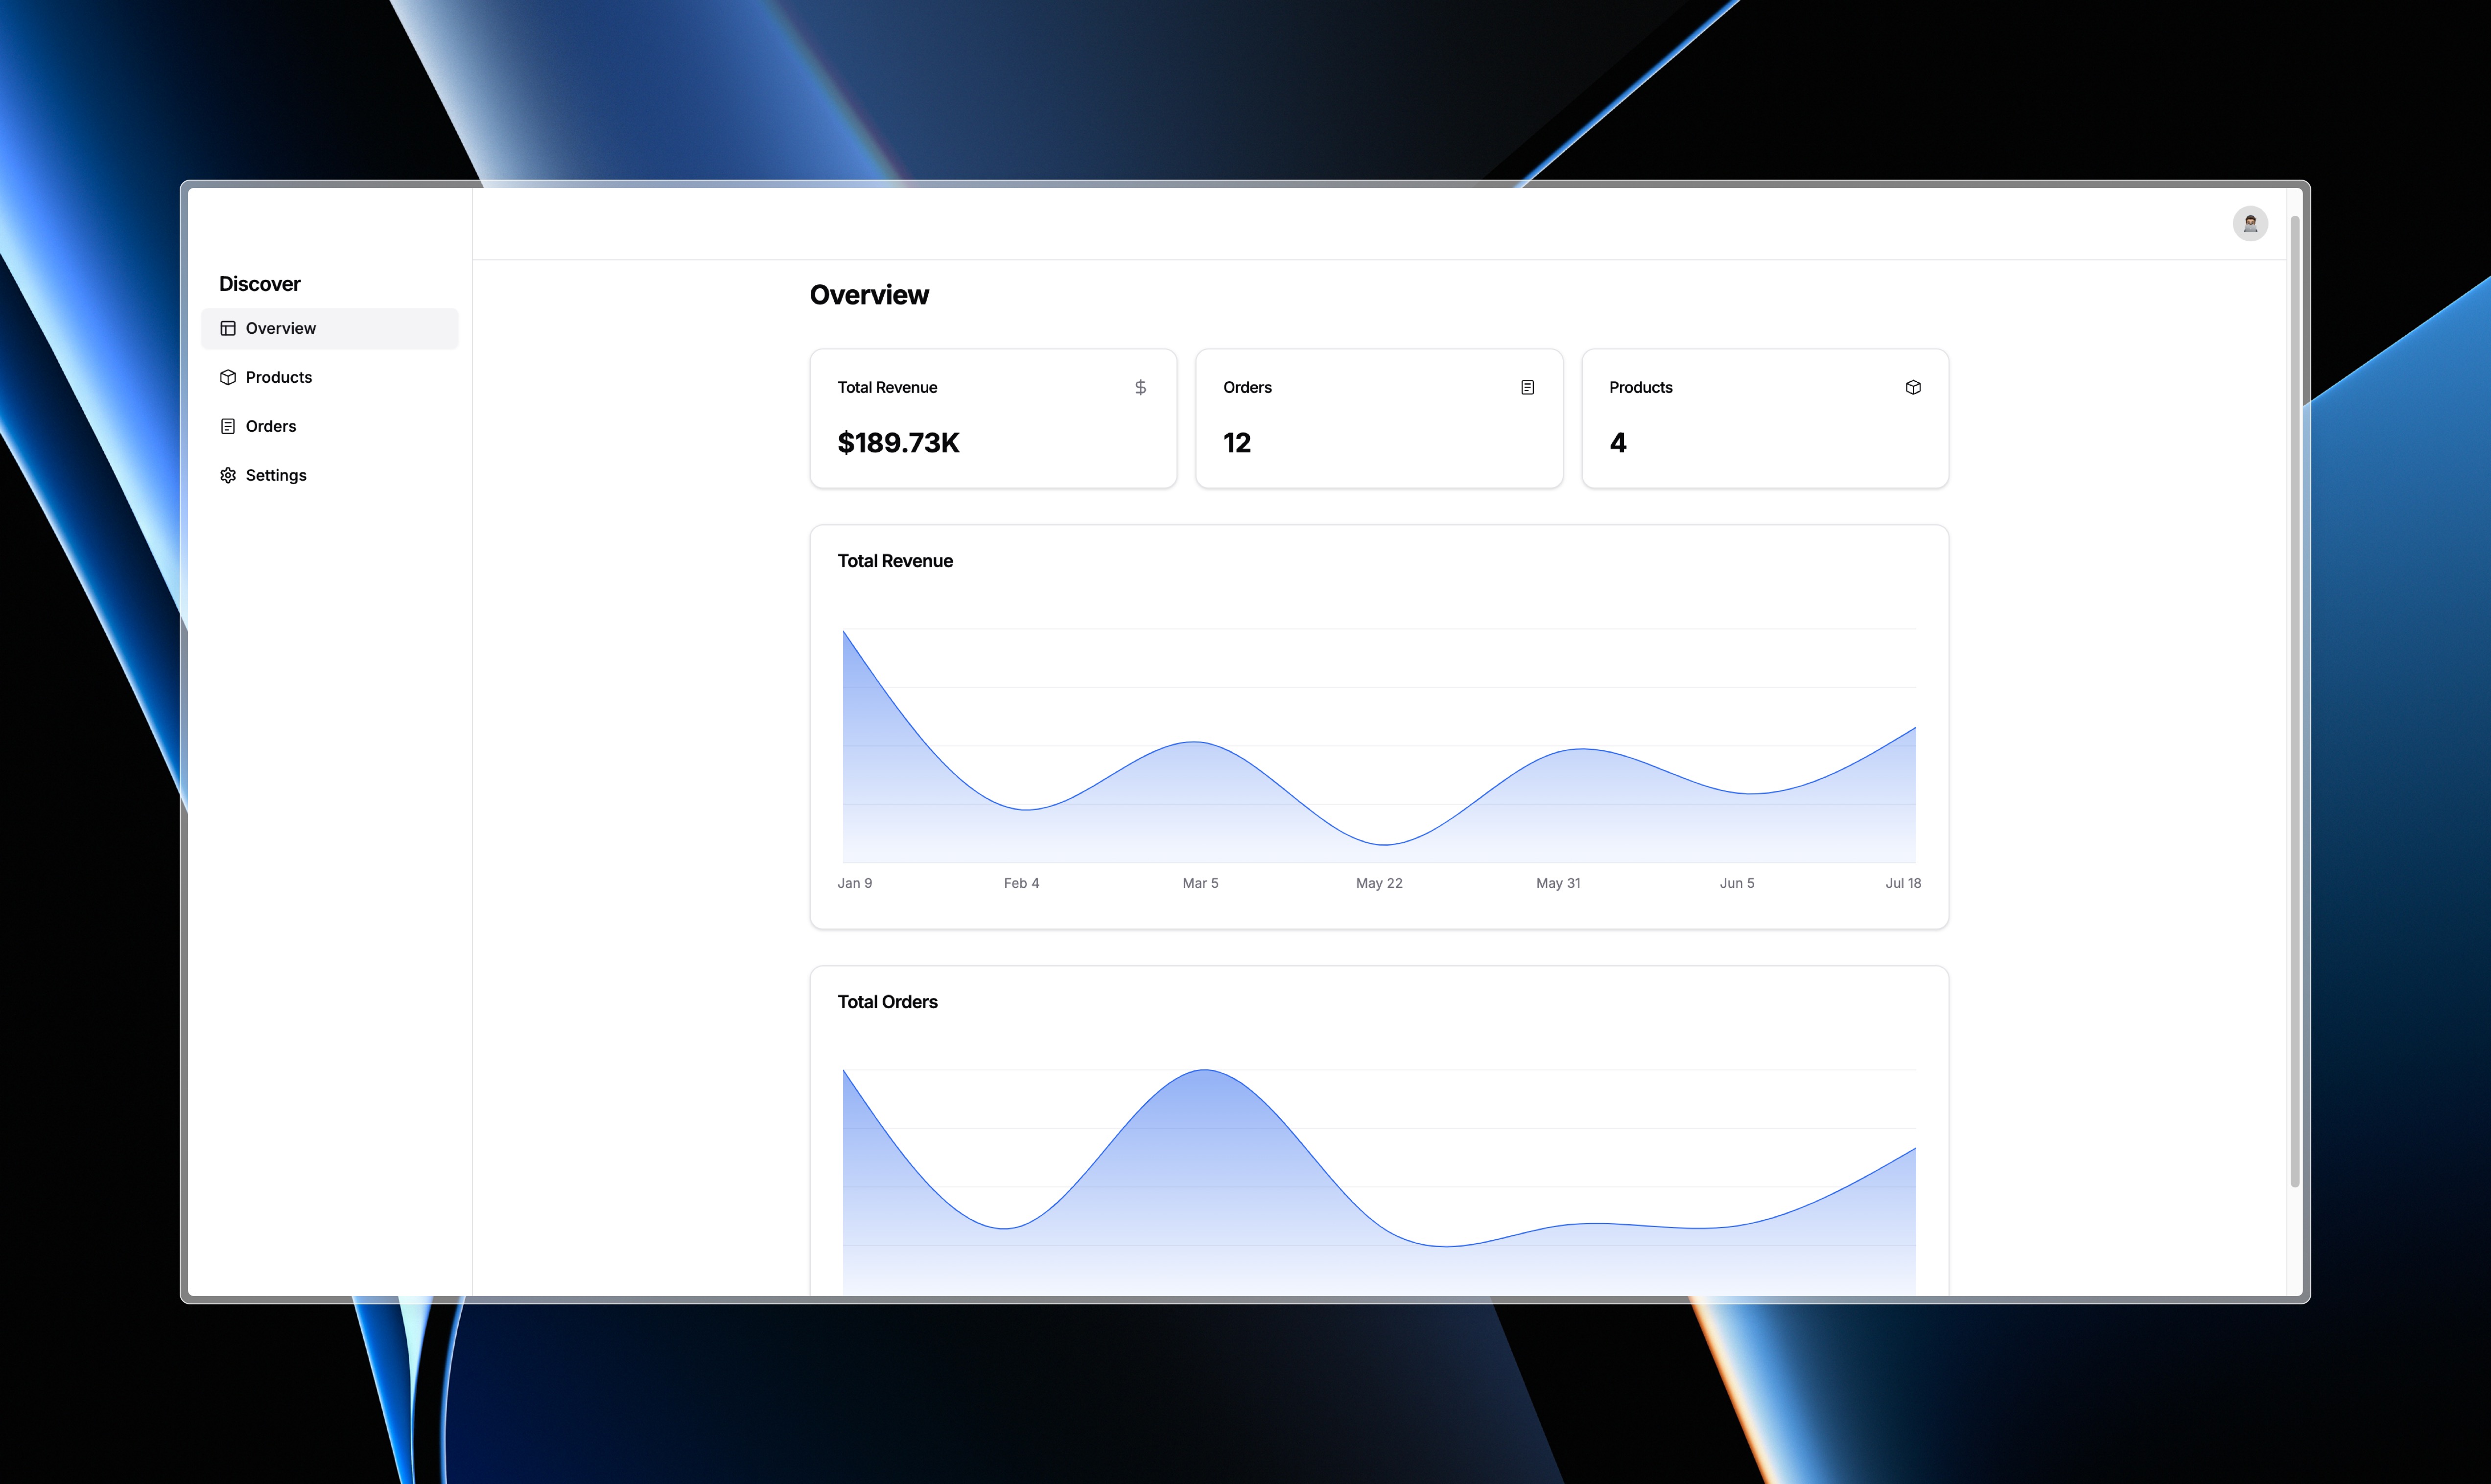 Discover
Overview
Products
Orders
Settings
Overview
Total Revenue
$189.73K
Orders
12
Products
4
Total Revenue
Jan 9 Feb 4 Mar 5 May 22 May 31 Jun 5 Jul 18
Total Orders